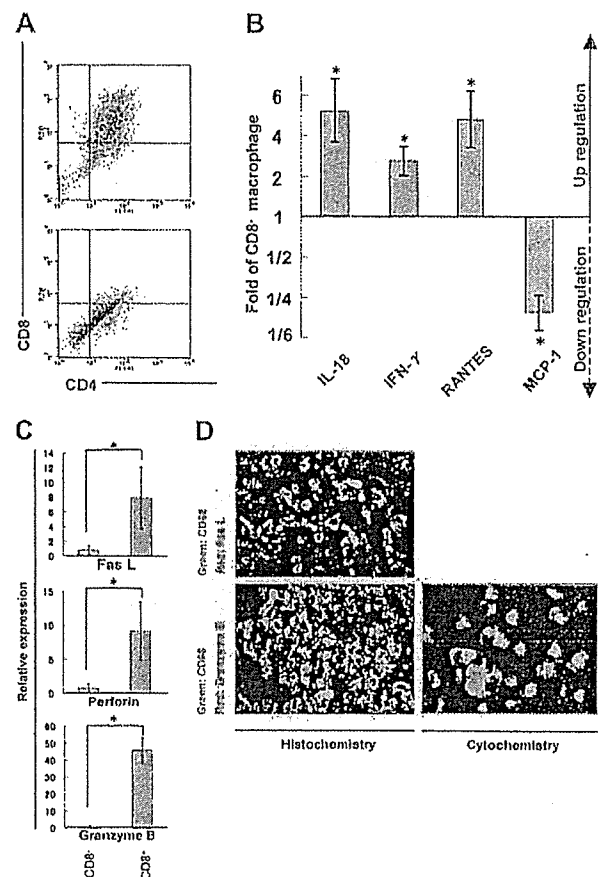 A
CD8
CD4
B
Fold of CD8- macrophage
6
4
2
1
1/2
1/4
1/6
*
*
*
*
IL-18
IFN-γ
RANTES
MCP-1
Up regulation
Down regulation
C
Relative expression
14
12
10
8
6
4
2
0
*
Fas L
15
10
5
0
*
Perforin
60
50
40
30
20
10
0
*
Granzyme B
CD8-
CD8+
D
Green: CD68
Green: CD68
Histochemistry
Cytochemistry